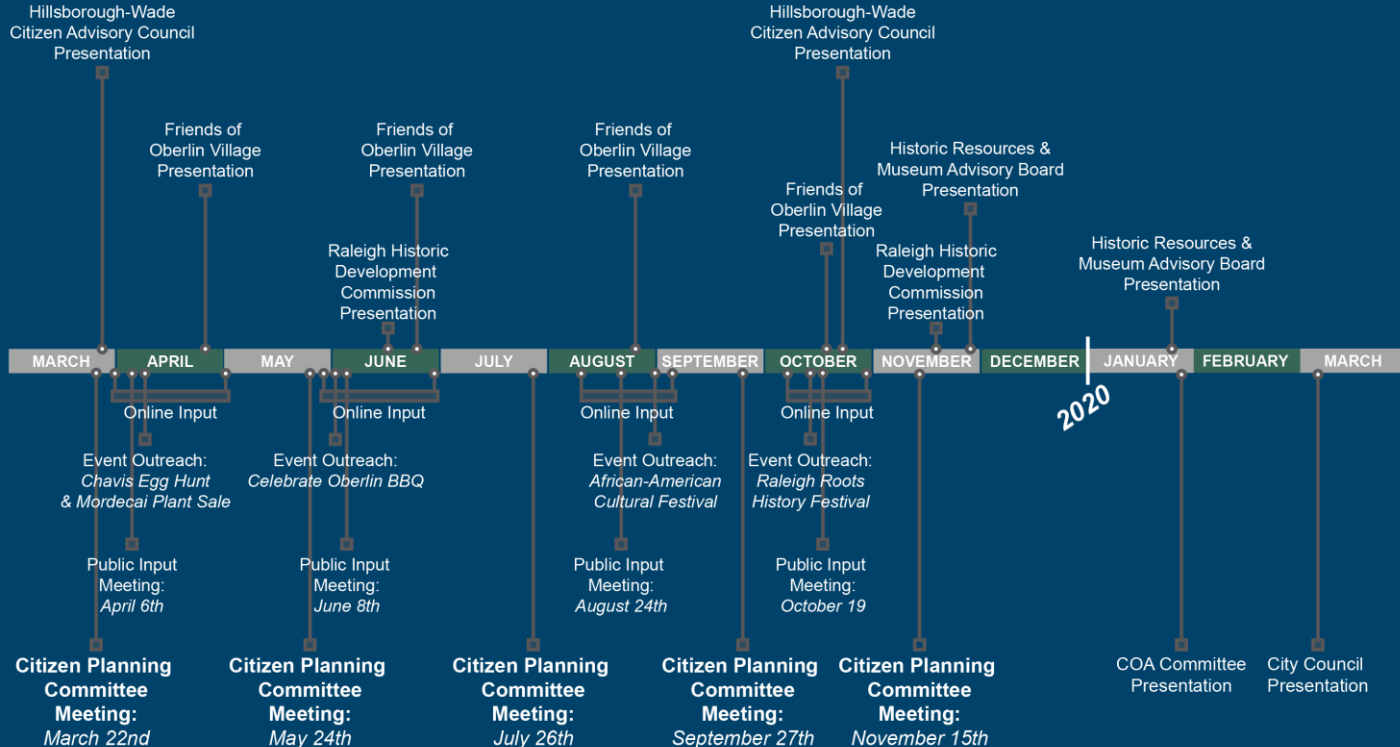 Hillsborough-Wade
Citizen Advisory Council
Presentation
Hillsborough-Wade
Citizen Advisory Council
Presentation
Friends of
Oberlin Village
Presentation
Friends of
Oberlin Village
Presentation
Friends of
Oberlin Village
Presentation
Historic Resources &
Museum Advisory Board
Presentation
Friends of
Oberlin Village
Presentation
Raleigh Historic
Development
Commission
Presentation
Raleigh Historic
Development
Commission
Presentation
Historic Resources &
Museum Advisory Board
Presentation
MARCH APRIL MAY JUNE JULY AUGUST SEPTEMBER OCTOBER NOVEMBER DECEMBER JANUARY FEBRUARY MARCH
2020
Online Input
Online Input
Online Input
Online Input
Event Outreach:
Chavis Egg Hunt
& Mordecai Plant Sale
Event Outreach:
Celebrate Oberlin BBQ
Event Outreach:
African-American
Cultural Festival
Event Outreach:
Raleigh Roots
History Festival
Public Input
Meeting:
April 6th
Public Input
Meeting:
June 8th
Public Input
Meeting:
August 24th
Public Input
Meeting:
October 19
Citizen Planning
Committee
Meeting:
March 22nd
Citizen Planning
Committee
Meeting:
May 24th
Citizen Planning
Committee
Meeting:
July 26th
Citizen Planning
Committee
Meeting:
September 27th
Citizen Planning
Committee
Meeting:
November 15th
COA Committee
Presentation
City Council
Presentation